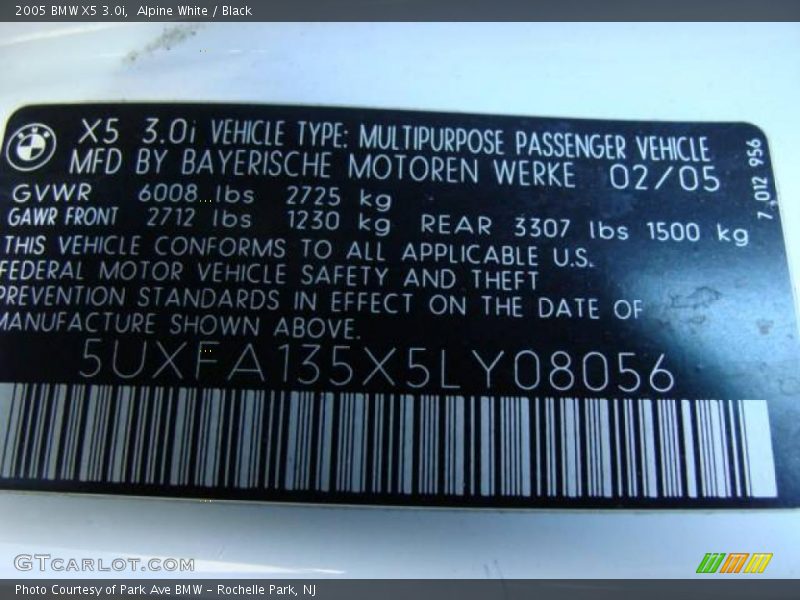 2005 BMW X5 3.0i, Alpine White / Black
X5 3.0i VEHICLE TYPE: MULTIPURPOSE PASSENGER VEHICLE
MFD BY BAYERISCHE MOTOREN WERKE 02/05
GVWR 6008 lbs 2725 kg
GAWR FRONT 2712 lbs 1230 kg REAR 3307 lbs 1500 kg
THIS VEHICLE CONFORMS TO ALL APPLICABLE U.S.
FEDERAL MOTOR VEHICLE SAFETY AND THEFT
PREVENTION STANDARDS IN EFFECT ON THE DATE OF
MANUFACTURE SHOWN ABOVE.
5UXFA135X5LY08056
7 012 956
BMW
GTCARLOT.COM
Photo Courtesy of Park Ave BMW - Rochelle Park, NJ